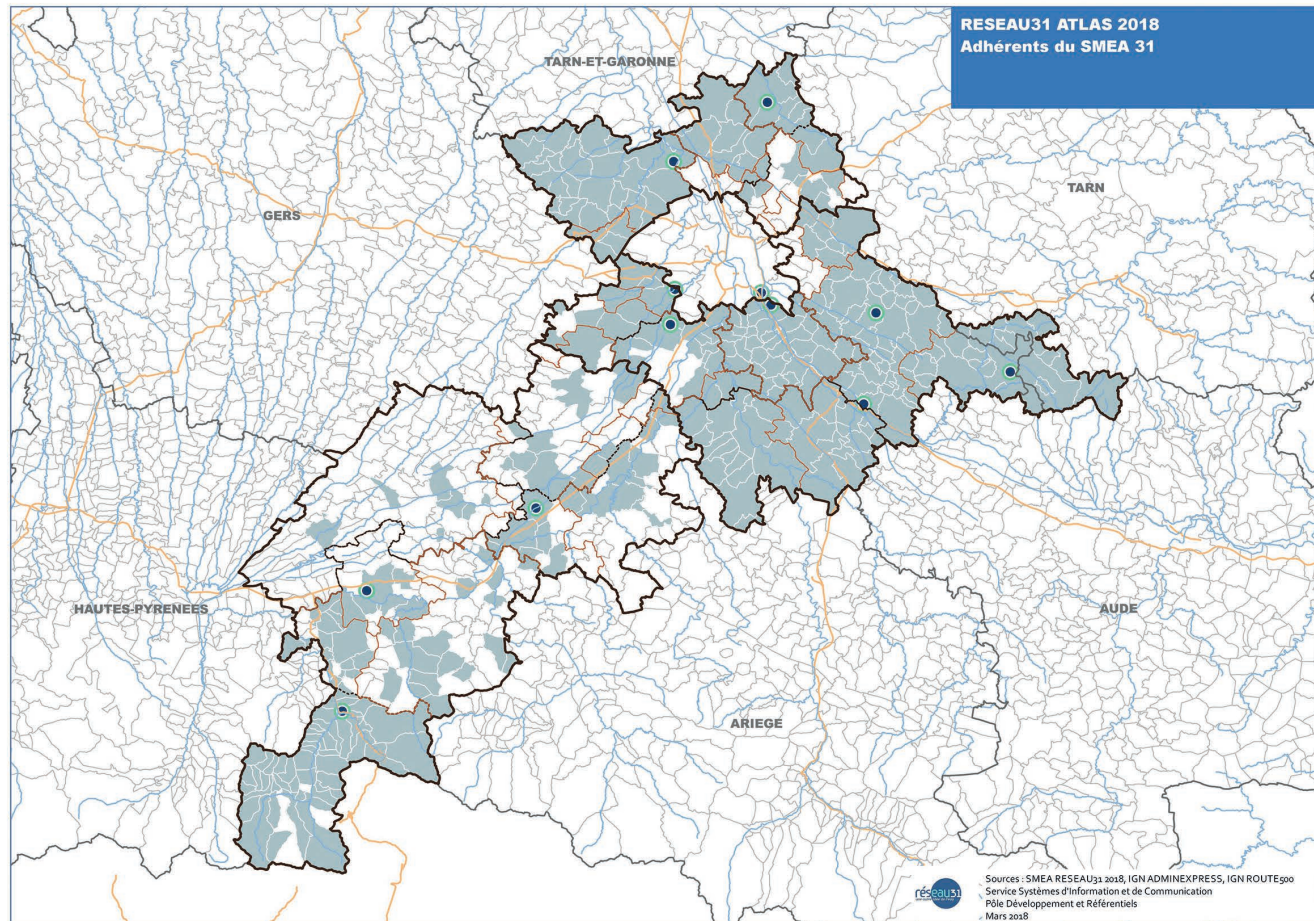 RESEAU31 ATLAS 2018
Adhérents du SMEA 31
TARN-ET-GARONNE
TARN
GERS
HAUTES-PYRENEES
AUDE
ARIEGE
réseau31
Sources : SMEA RESEAU31 2018, IGN ADMINEXPRESS, IGN ROUTE500
Service Systèmes d'Information et de Communication
Pôle Développement et Référentiels
Mars 2018